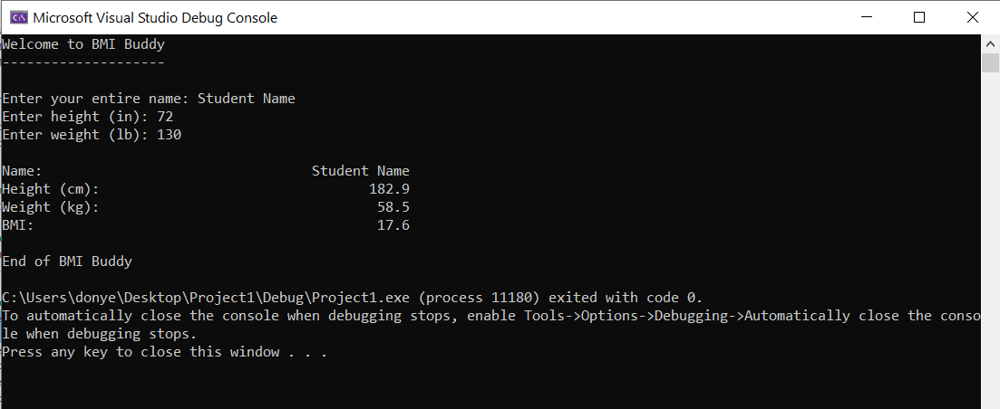 Microsoft Visual Studio Debug Console
Welcome to BMI Buddy
--------------------
Enter your entire name: Student Name
Enter height (in): 72
Enter weight (lb): 130
Name:                                 Student Name
Height (cm):                                 182.9
Weight (kg):                                  58.5
BMI:                                          17.6
End of BMI Buddy
C:\Users\donye\Desktop\Project1\Debug\Project1.exe (process 11180) exited with code 0.
To automatically close the console when debugging stops, enable Tools->Options->Debugging->Automatically close the conso
le when debugging stops.
Press any key to close this window . . .